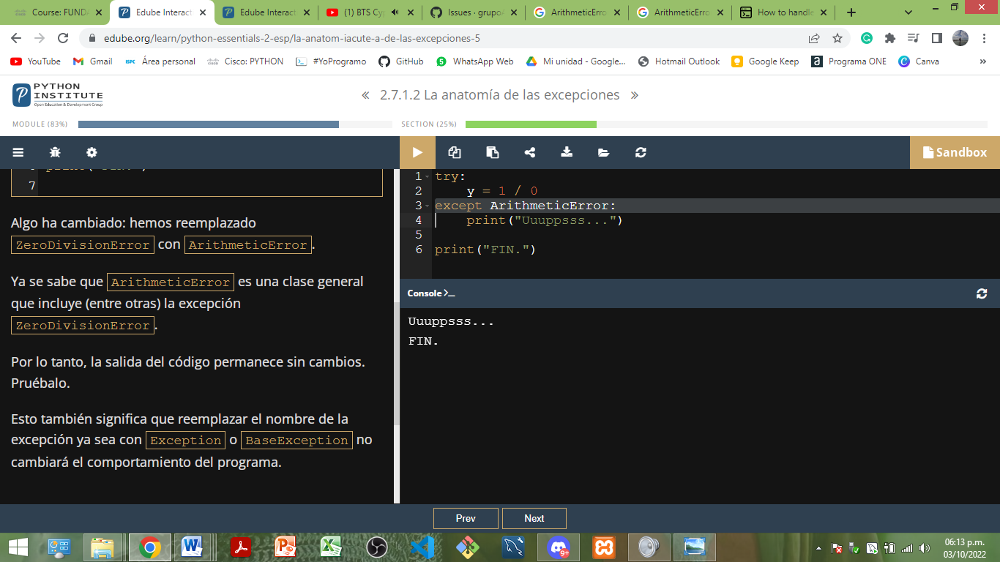 Course: FUNDA
Edube Interact
Edube Interact
(1) BTS Cyp
Issues · grupo
ArithmeticErro
ArithmeticErro
How to handle
edube.org/learn/python-essentials-2-esp/la-anatom-iacute-a-de-las-excepciones-5
YouTube
Gmail
ISPC Área personal
Cisco: PYTHON
#YoProgramo
GitHub
WhatsApp Web
Mi unidad - Google...
Hotmail Outlook
Google Keep
Programa ONE
Canva
»
PYTHON
INSTITUTE
Open Education & Development Group
« 2.7.1.2 La anatomía de las excepciones »
MODULE (83%)
SECTION (25%)
Sandbox
7
Algo ha cambiado: hemos reemplazado
ZeroDivisionError con ArithmeticError.
Ya se sabe que ArithmeticError es una clase general
que incluye (entre otras) la excepción
ZeroDivisionError.
Por lo tanto, la salida del código permanece sin cambios.
Pruébalo.
Esto también significa que reemplazar el nombre de la
excepción ya sea con Exception o BaseException no
cambiará el comportamiento del programa.
1 try:
2 y = 1 / 0
3 except ArithmeticError:
4 print("Uuuppsss...")
5
6 print("FIN.")
Console >_
Uuuppsss...
FIN.
Prev
Next
9+
06:13 p.m.
03/10/2022